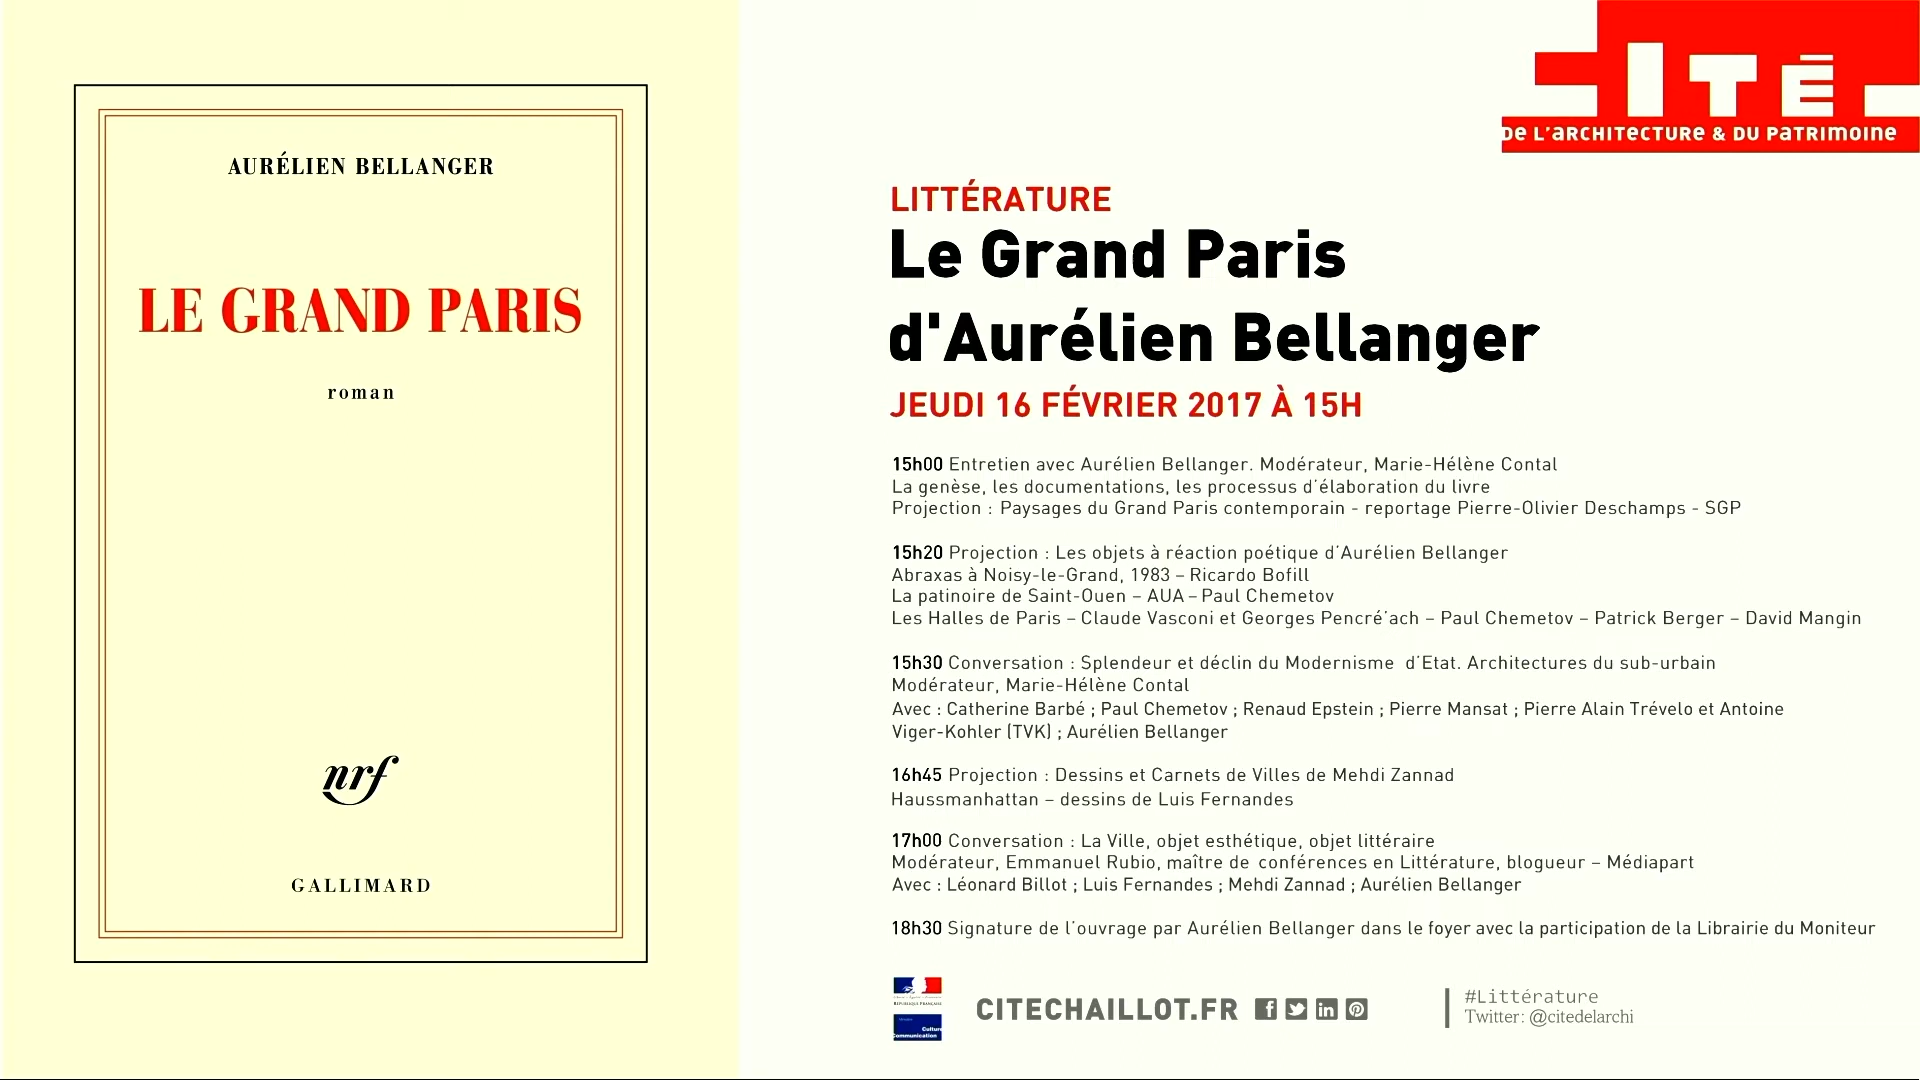 AURÉLIEN BELLANGER
LE GRAND PARIS
roman
nrf
GALLIMARD
CITÉ
DE L'ARCHITECTURE & DU PATRIMOINE
LITTÉRATURE
Le Grand Paris
d'Aurélien Bellanger
JEUDI 16 FÉVRIER 2017 À 15H
15h00 Entretien avec Aurélien Bellanger. Modérateur, Marie-Hélène Contal
La genèse, les documentations, les processus d'élaboration du livre
Projection : Paysages du Grand Paris contemporain - reportage Pierre-Olivier Deschamps - SGP
15h20 Projection : Les objets à réaction poétique d'Aurélien Bellanger
Abraxas à Noisy-le-Grand, 1983 – Ricardo Bofill
La patinoire de Saint-Ouen – AUA – Paul Chemetov
Les Halles de Paris – Claude Vasconi et Georges Pencré'ach – Paul Chemetov – Patrick Berger – David Mangin
15h30 Conversation : Splendeur et déclin du Modernisme d'Etat. Architectures du sub-urbain
Modérateur, Marie-Hélène Contal
Avec : Catherine Barbé ; Paul Chemetov ; Renaud Epstein ; Pierre Mansat ; Pierre Alain Trévelo et Antoine
Viger-Kohler (TVK) ; Aurélien Bellanger
16h45 Projection : Dessins et Carnets de Villes de Mehdi Zannad
Haussmanhattan – dessins de Luis Fernandes
17h00 Conversation : La Ville, objet esthétique, objet littéraire
Modérateur, Emmanuel Rubio, maître de conférences en Littérature, blogueur – Médiapart
Avec : Léonard Billot ; Luis Fernandes ; Mehdi Zannad ; Aurélien Bellanger
18h30 Signature de l'ouvrage par Aurélien Bellanger dans le foyer avec la participation de la Librairie du Moniteur
RÉPUBLIQUE FRANÇAISE
Culture
Communication
CITECHAILLOT.FR
#Littérature
Twitter: @citedelarchi